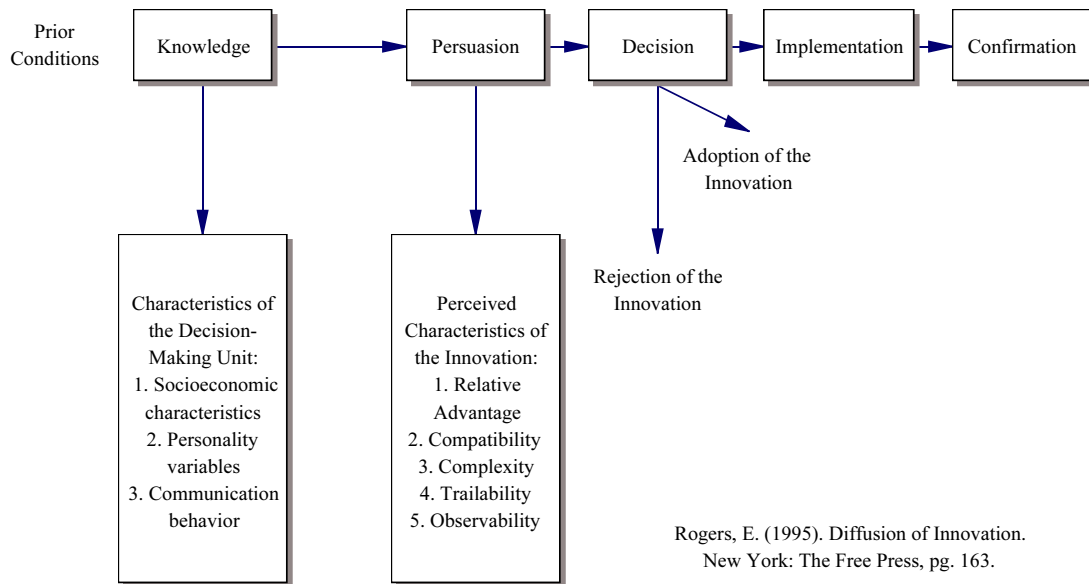 Prior
Conditions
Knowledge
Persuasion
Decision
Implementation
Confirmation
Adoption of the
Innovation
Rejection of the
Innovation
Characteristics of
the Decision-
Making Unit:
1. Socioeconomic
characteristics
2. Personality
variables
3. Communication
behavior
Perceived
Characteristics of
the Innovation:
1. Relative
Advantage
2. Compatibility
3. Complexity
4. Trailability
5. Observability
Rogers, E. (1995). Diffusion of Innovation.
New York: The Free Press, pg. 163.